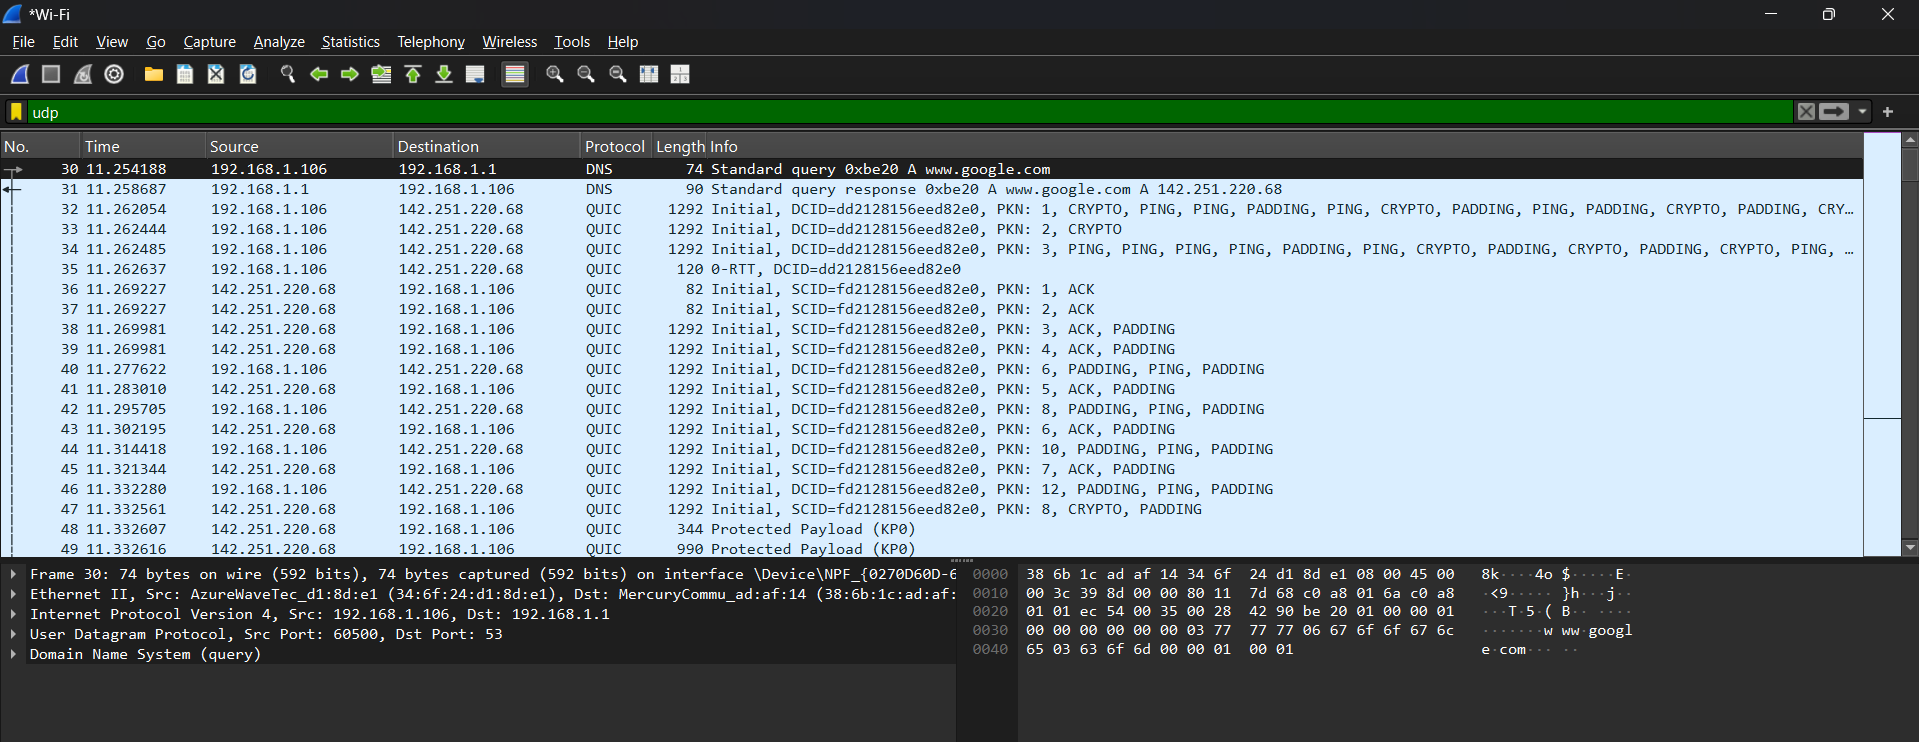 *Wi-Fi
File Edit View Go Capture Analyze Statistics Telephony Wireless Tools Help
udp
No. Time Source Destination Protocol Length Info
30 11.254188 192.168.1.106 192.168.1.1 DNS 74 Standard query 0xbe20 A www.google.com
31 11.258687 192.168.1.1 192.168.1.106 DNS 90 Standard query response 0xbe20 A www.google.com A 142.251.220.68
32 11.262054 192.168.1.106 142.251.220.68 QUIC 1292 Initial, DCID=dd2128156eed82e0, PKN: 1, CRYPTO, PING, PING, PADDING, PING, CRYPTO, PADDING, PING, PADDING, CRYPTO, PADDING, CRY…
33 11.262444 192.168.1.106 142.251.220.68 QUIC 1292 Initial, DCID=dd2128156eed82e0, PKN: 2, CRYPTO
34 11.262485 192.168.1.106 142.251.220.68 QUIC 1292 Initial, DCID=dd2128156eed82e0, PKN: 3, PING, PING, PING, PING, PADDING, PING, CRYPTO, PADDING, CRYPTO, PADDING, CRYPTO, PING, …
35 11.262637 192.168.1.106 142.251.220.68 QUIC 120 0-RTT, DCID=dd2128156eed82e0
36 11.269227 142.251.220.68 192.168.1.106 QUIC 82 Initial, SCID=fd2128156eed82e0, PKN: 1, ACK
37 11.269227 142.251.220.68 192.168.1.106 QUIC 82 Initial, SCID=fd2128156eed82e0, PKN: 2, ACK
38 11.269981 142.251.220.68 192.168.1.106 QUIC 1292 Initial, SCID=fd2128156eed82e0, PKN: 3, ACK, PADDING
39 11.269981 142.251.220.68 192.168.1.106 QUIC 1292 Initial, SCID=fd2128156eed82e0, PKN: 4, ACK, PADDING
40 11.277622 192.168.1.106 142.251.220.68 QUIC 1292 Initial, DCID=fd2128156eed82e0, PKN: 6, PADDING, PING, PADDING
41 11.283010 142.251.220.68 192.168.1.106 QUIC 1292 Initial, SCID=fd2128156eed82e0, PKN: 5, ACK, PADDING
42 11.295705 192.168.1.106 142.251.220.68 QUIC 1292 Initial, DCID=fd2128156eed82e0, PKN: 8, PADDING, PING, PADDING
43 11.302195 142.251.220.68 192.168.1.106 QUIC 1292 Initial, SCID=fd2128156eed82e0, PKN: 6, ACK, PADDING
44 11.314418 192.168.1.106 142.251.220.68 QUIC 1292 Initial, DCID=fd2128156eed82e0, PKN: 10, PADDING, PING, PADDING
45 11.321344 142.251.220.68 192.168.1.106 QUIC 1292 Initial, SCID=fd2128156eed82e0, PKN: 7, ACK, PADDING
46 11.332280 192.168.1.106 142.251.220.68 QUIC 1292 Initial, DCID=fd2128156eed82e0, PKN: 12, PADDING, PING, PADDING
47 11.332561 142.251.220.68 192.168.1.106 QUIC 1292 Initial, SCID=fd2128156eed82e0, PKN: 8, CRYPTO, PADDING
48 11.332607 142.251.220.68 192.168.1.106 QUIC 344 Protected Payload (KP0)
49 11.332616 142.251.220.68 192.168.1.106 QUIC 990 Protected Payload (KP0)
Frame 30: 74 bytes on wire (592 bits), 74 bytes captured (592 bits) on interface \Device\NPF_{0270D60D-6
Ethernet II, Src: AzureWaveTec_d1:8d:e1 (34:6f:24:d1:8d:e1), Dst: MercuryCommu_ad:af:14 (38:6b:1c:ad:af:
Internet Protocol Version 4, Src: 192.168.1.106, Dst: 192.168.1.1
User Datagram Protocol, Src Port: 60500, Dst Port: 53
Domain Name System (query)
0000 38 6b 1c ad af 14 34 6f 24 d1 8d e1 08 00 45 00 8k····4o $·····E·
0010 00 3c 39 8d 00 00 80 11 7d 68 c0 a8 01 6a c0 a8 ·<9····· }h···j··
0020 01 01 ec 54 00 35 00 28 42 90 be 20 01 00 00 01 ···T·5·( B·· ····
0030 00 00 00 00 00 00 03 77 77 77 06 67 6f 6f 67 6c ·······w ww·googl
0040 65 03 63 6f 6d 00 00 01 00 01 e·com··· ··